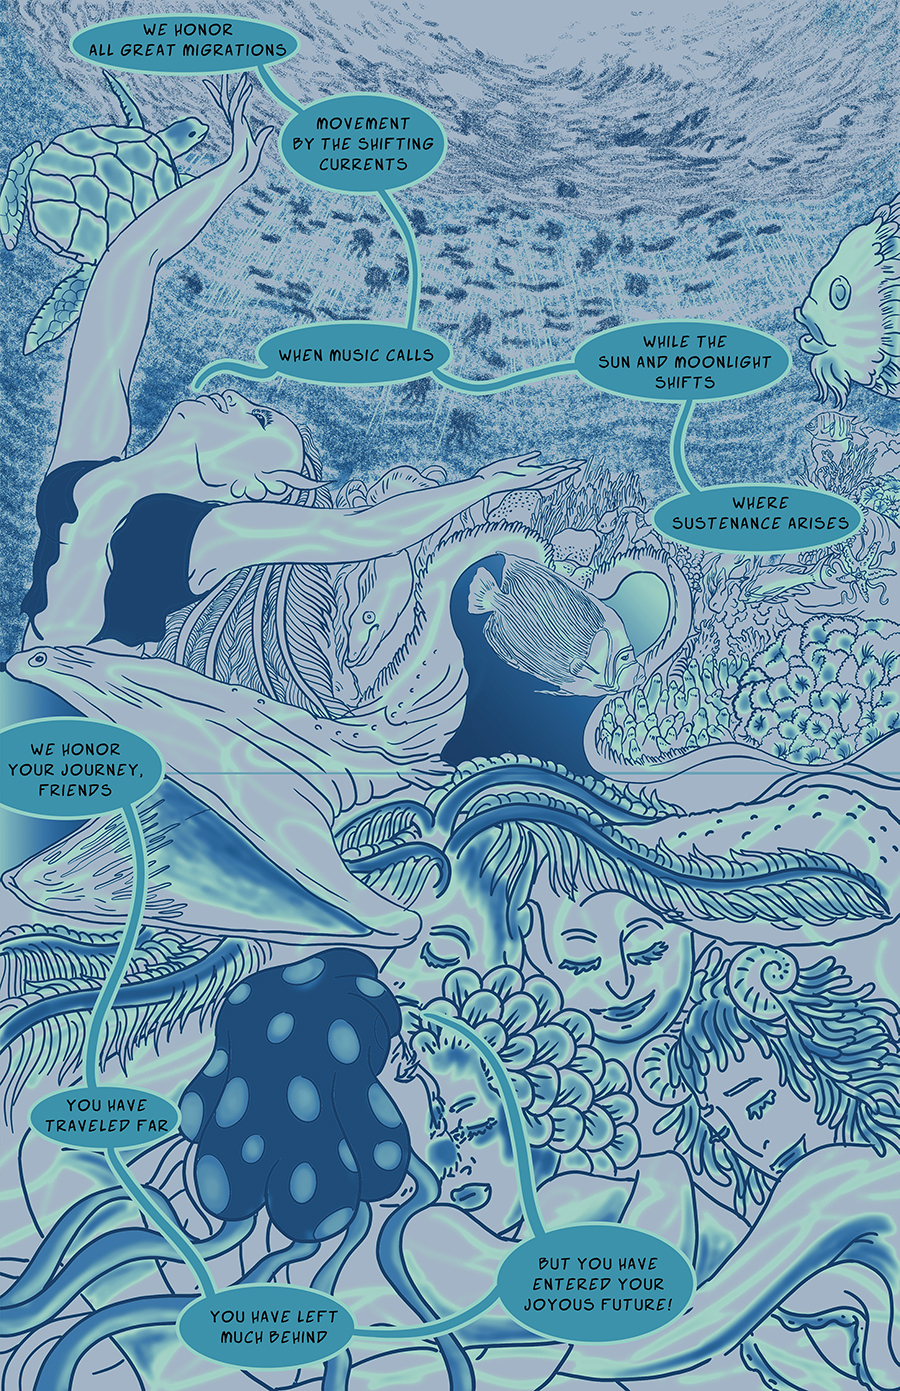 WE HONOR
ALL GREAT MIGRATIONS
MOVEMENT
BY THE SHIFTING
CURRENTS
WHEN MUSIC CALLS
WHILE THE
SUN AND MOONLIGHT
SHIFTS
WHERE
SUSTENANCE ARISES
WE HONOR
YOUR JOURNEY,
FRIENDS
YOU HAVE
TRAVELED FAR
YOU HAVE LEFT
MUCH BEHIND
BUT YOU HAVE
ENTERED YOUR
JOYOUS FUTURE!